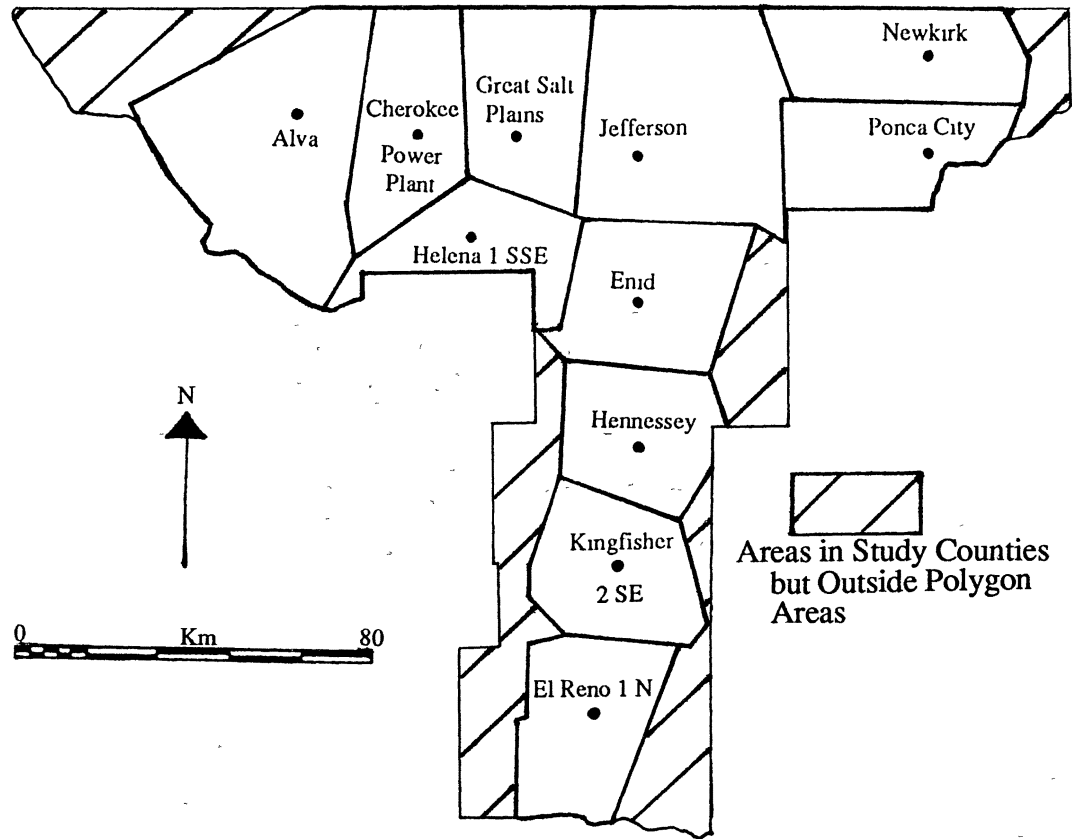 Newkirk
Great Salt
Plains
Cherokee
Power
Plant
Alva
Jefferson
Ponca City
Helena 1 SSE
Enid
N
Hennessey
Kingfisher
2 SE
Areas in Study Counties
but Outside Polygon
Areas
0 Km 80
El Reno 1 N